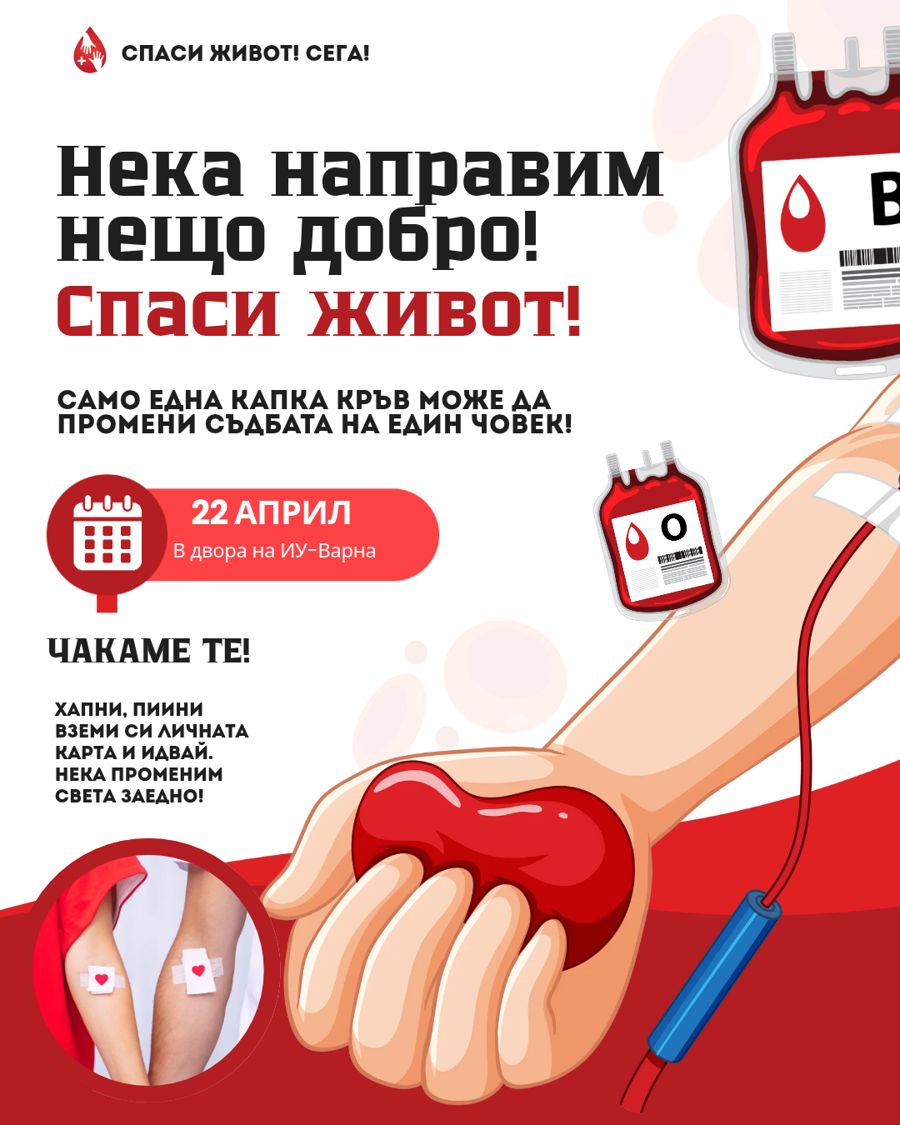 СПАСИ ЖИВОТ! СЕГА!
Нека направим
нещо добро!
Спаси живот!
САМО ЕДНА КАПКА КРЪВ МОЖЕ ДА
ПРОМЕНИ СЪДБАТА НА ЕДИН ЧОВЕК!
22 АПРИЛ
В двора на ИУ-Варна
ЧАКАМЕ ТЕ!
ХАПНИ, ПИИНИ
ВЗЕМИ СИ ЛИЧНАТА
КАРТА И ИДВАЙ.
НЕКА ПРОМЕНИМ
СВЕТА ЗАЕДНО!
B
O